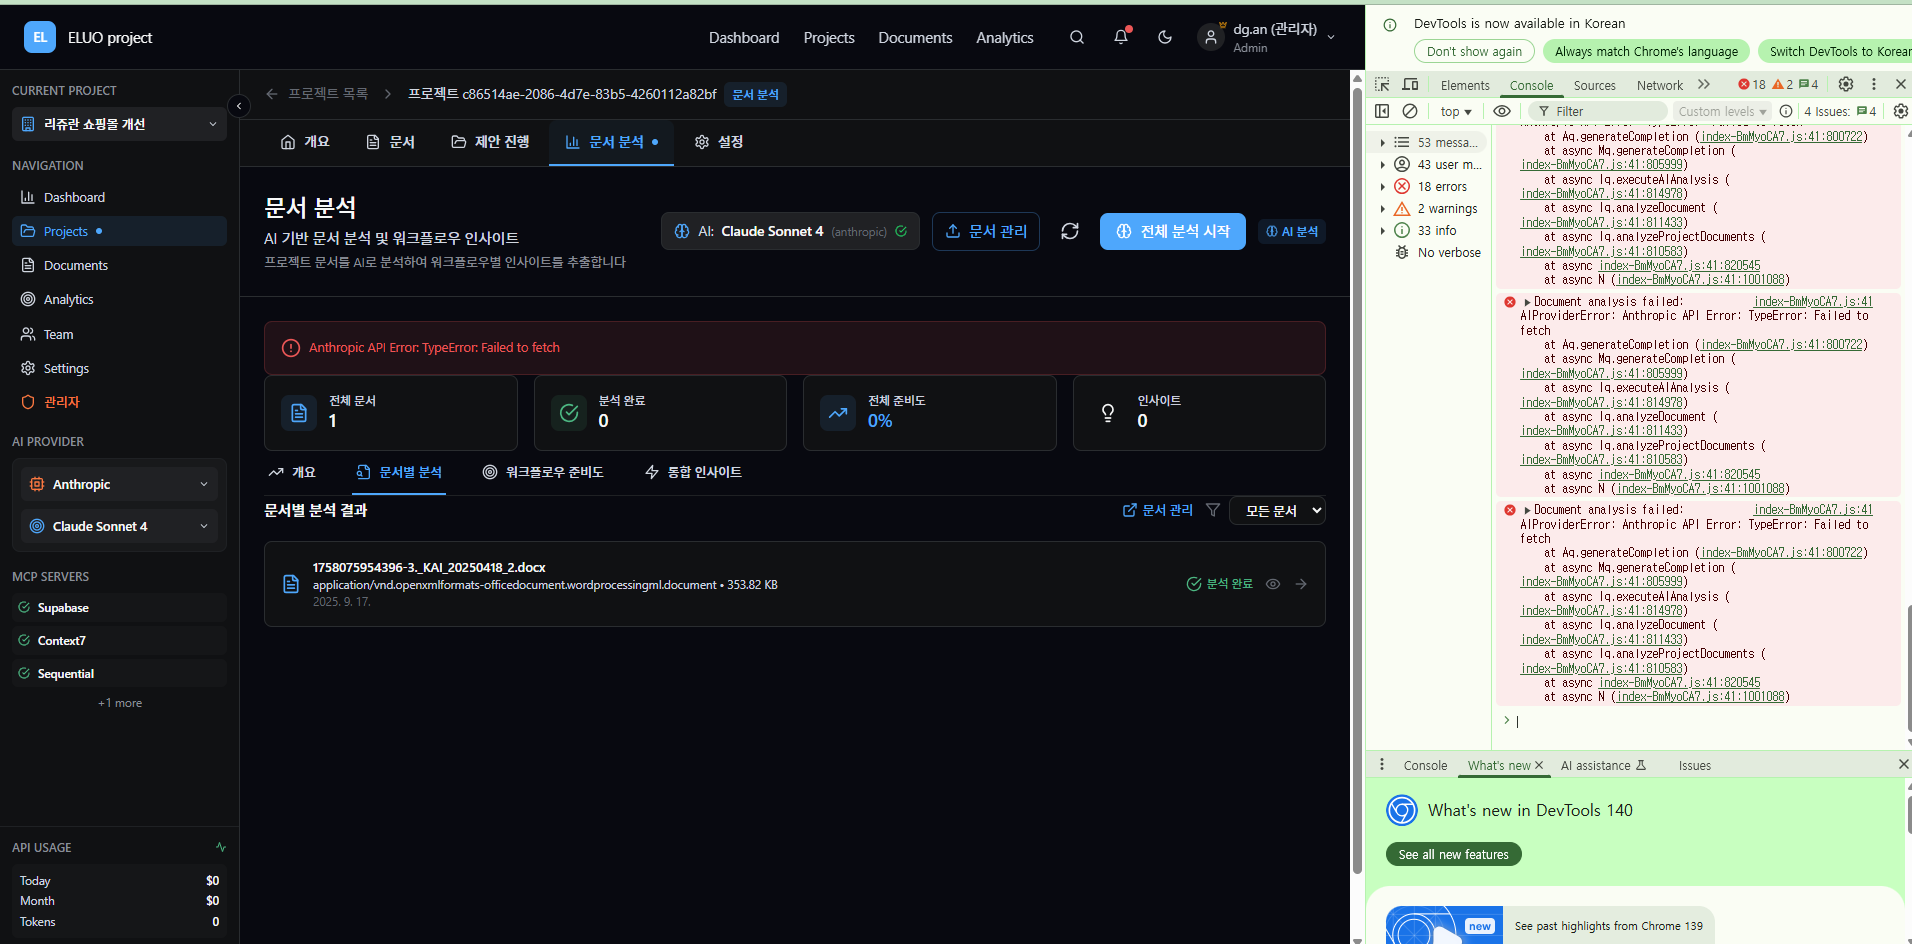 EL
ELUO project
Dashboard
Projects
Documents
Analytics
dg.an (관리자)
Admin
CURRENT PROJECT
리쥬란 쇼핑몰 개선
NAVIGATION
Dashboard
Projects
Documents
Analytics
Team
Settings
관리자
AI PROVIDER
Anthropic
Claude Sonnet 4
MCP SERVERS
Supabase
Context7
Sequential
+1 more
API USAGE
Today $0
Month $0
Tokens 0
프로젝트 목록
프로젝트 c86514ae-2086-4d7e-83b5-4260112a82bf
문서 분석
개요
문서
제안 진행
문서 분석
설정
문서 분석
AI 기반 문서 분석 및 워크플로우 인사이트
프로젝트 문서를 AI로 분석하여 워크플로우별 인사이트를 추출합니다
AI: Claude Sonnet 4 (anthropic)
문서 관리
전체 분석 시작
AI 분석
Anthropic API Error: TypeError: Failed to fetch
전체 문서
1
분석 완료
0
전체 준비도
0%
인사이트
0
개요
문서별 분석
워크플로우 준비도
통합 인사이트
문서별 분석 결과
문서 관리
모든 문서
1758075954396-3._KAI_20250418_2.docx
application/vnd.openxmlformats-officedocument.wordprocessingml.document • 353.82 KB
2025. 9. 17.
분석 완료
DevTools is now available in Korean
Don't show again
Always match Chrome's language
Switch DevTools to Korean
Elements
Console
Sources
Network
18
2
4
top
Filter
Custom levels
4 Issues:
4
53 messa...
43 user m...
18 errors
2 warnings
33 info
No verbose
at Aq.generateCompletion (index-BmMyoCA7.js:41:800722)
at async Mq.generateCompletion (
index-BmMyoCA7.js:41:805999)
at async Iq.executeAIAnalysis (
index-BmMyoCA7.js:41:814978)
at async Iq.analyzeDocument (
index-BmMyoCA7.js:41:811433)
at async Iq.analyzeProjectDocuments (
index-BmMyoCA7.js:41:810583)
at async index-BmMyoCA7.js:41:820545
at async N (index-BmMyoCA7.js:41:1001088)
Document analysis failed: index-BmMyoCA7.js:41
AIProviderError: Anthropic API Error: TypeError: Failed to
fetch
at Aq.generateCompletion (index-BmMyoCA7.js:41:800722)
at async Mq.generateCompletion (
index-BmMyoCA7.js:41:805999)
at async Iq.executeAIAnalysis (
index-BmMyoCA7.js:41:814978)
at async Iq.analyzeDocument (
index-BmMyoCA7.js:41:811433)
at async Iq.analyzeProjectDocuments (
index-BmMyoCA7.js:41:810583)
at async index-BmMyoCA7.js:41:820545
at async N (index-BmMyoCA7.js:41:1001088)
Document analysis failed: index-BmMyoCA7.js:41
AIProviderError: Anthropic API Error: TypeError: Failed to
fetch
at Aq.generateCompletion (index-BmMyoCA7.js:41:800722)
at async Mq.generateCompletion (
index-BmMyoCA7.js:41:805999)
at async Iq.executeAIAnalysis (
index-BmMyoCA7.js:41:814978)
at async Iq.analyzeDocument (
index-BmMyoCA7.js:41:811433)
at async Iq.analyzeProjectDocuments (
index-BmMyoCA7.js:41:810583)
at async index-BmMyoCA7.js:41:820545
at async N (index-BmMyoCA7.js:41:1001088)
Console
What's new
AI assistance
Issues
What's new in DevTools 140
See all new features
new
See past highlights from Chrome 139